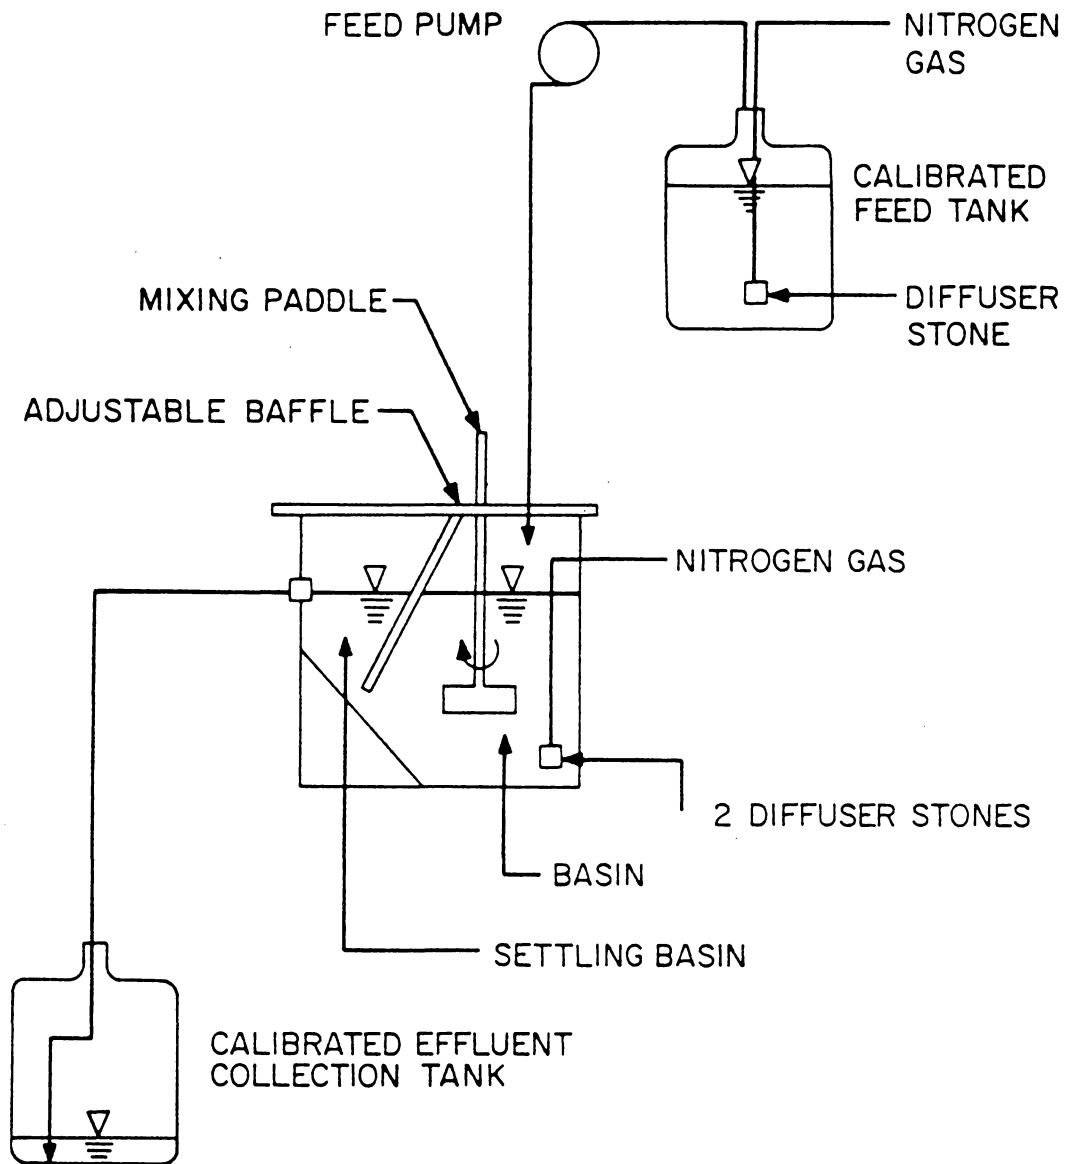 FEED PUMP
NITROGEN
GAS
CALIBRATED
FEED TANK
DIFFUSER
STONE
MIXING PADDLE
ADJUSTABLE BAFFLE
NITROGEN GAS
2 DIFFUSER STONES
BASIN
SETTLING BASIN
CALIBRATED EFFLUENT
COLLECTION TANK